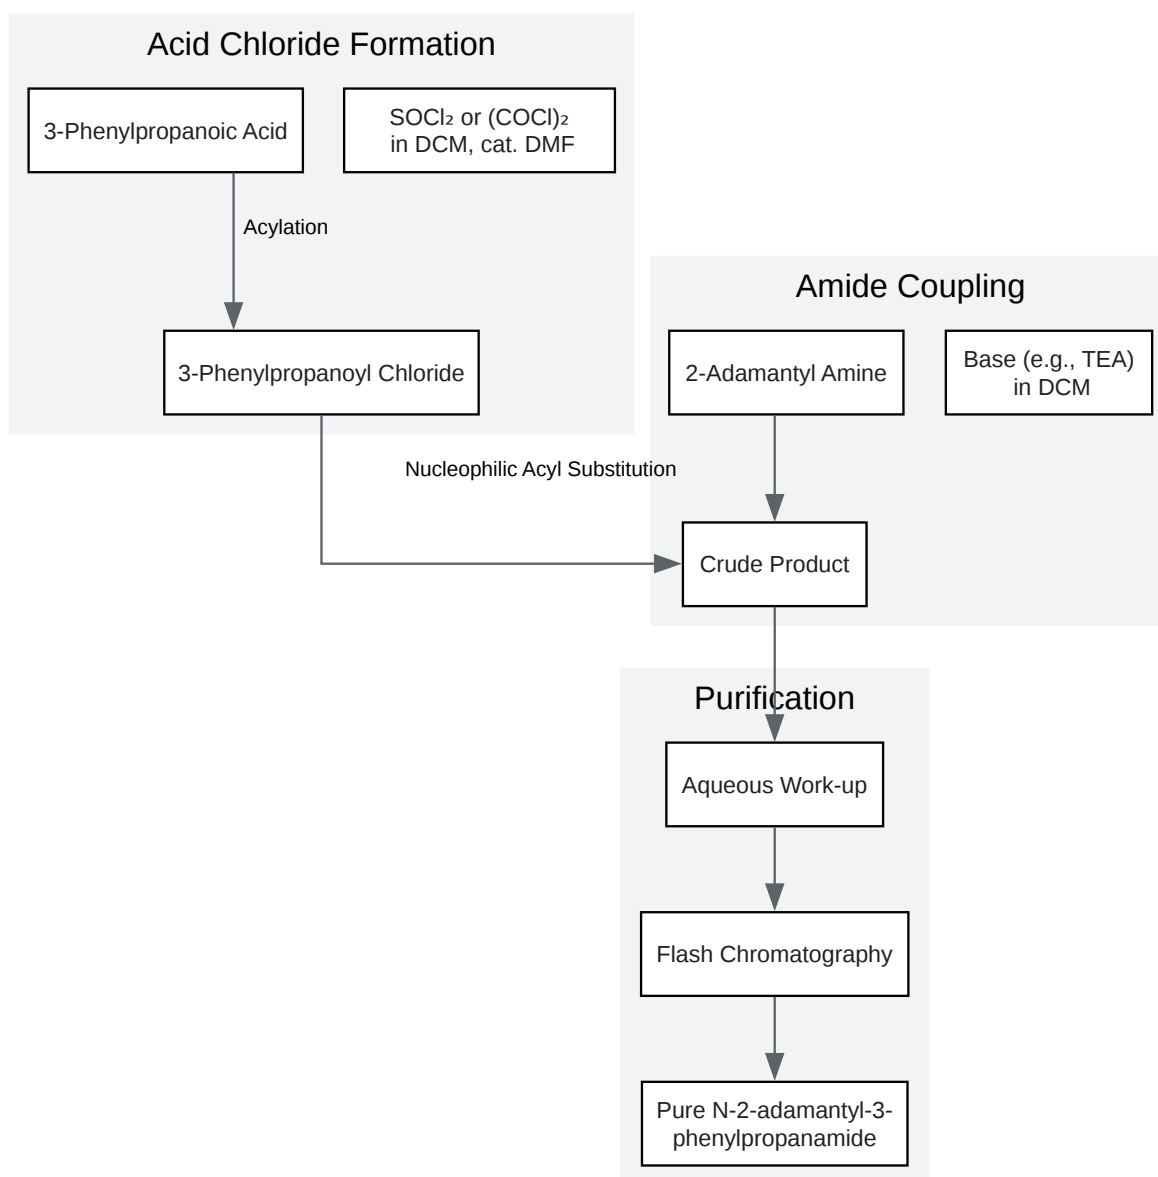 Acid Chloride Formation
3-Phenylpropanoic Acid
SOCl₂ or (COCl)₂
in DCM, cat. DMF
Acylation
3-Phenylpropanoyl Chloride
Amide Coupling
2-Adamantyl Amine
Base (e.g., TEA)
in DCM
Nucleophilic Acyl Substitution
Crude Product
Purification
Aqueous Work-up
Flash Chromatography
Pure N-2-adamantyl-3-
phenylpropanamide